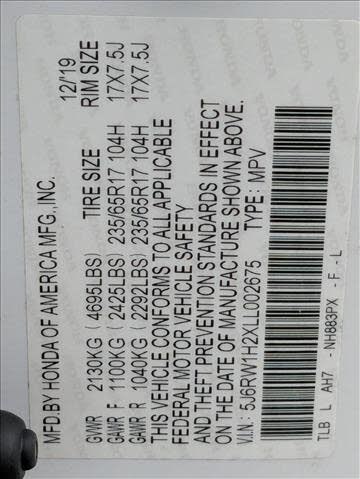 MFD.BY HONDA OF AMERICA MFG.,INC. 12/'19
GVWR 2130KG ( 4695LBS) TIRE SIZE RIM SIZE
GAWR F 1100KG ( 2425LBS) 235/65R17 104H 17X7.5J
GAWR R 1040KG ( 2292LBS) 235/65R17 104H 17X7.5J
THIS VEHICLE CONFORMS TO ALL APPLICABLE
FEDERAL MOTOR VEHICLE SAFETY
AND THEFT PREVENTION STANDARDS IN EFFECT
ON THE DATE OF MANUFACTURE SHOWN ABOVE.
V.I.N: 5J6RW1H2XLL002675 TYPE: MPV
TLB L AH7 -NH883PX - F - L